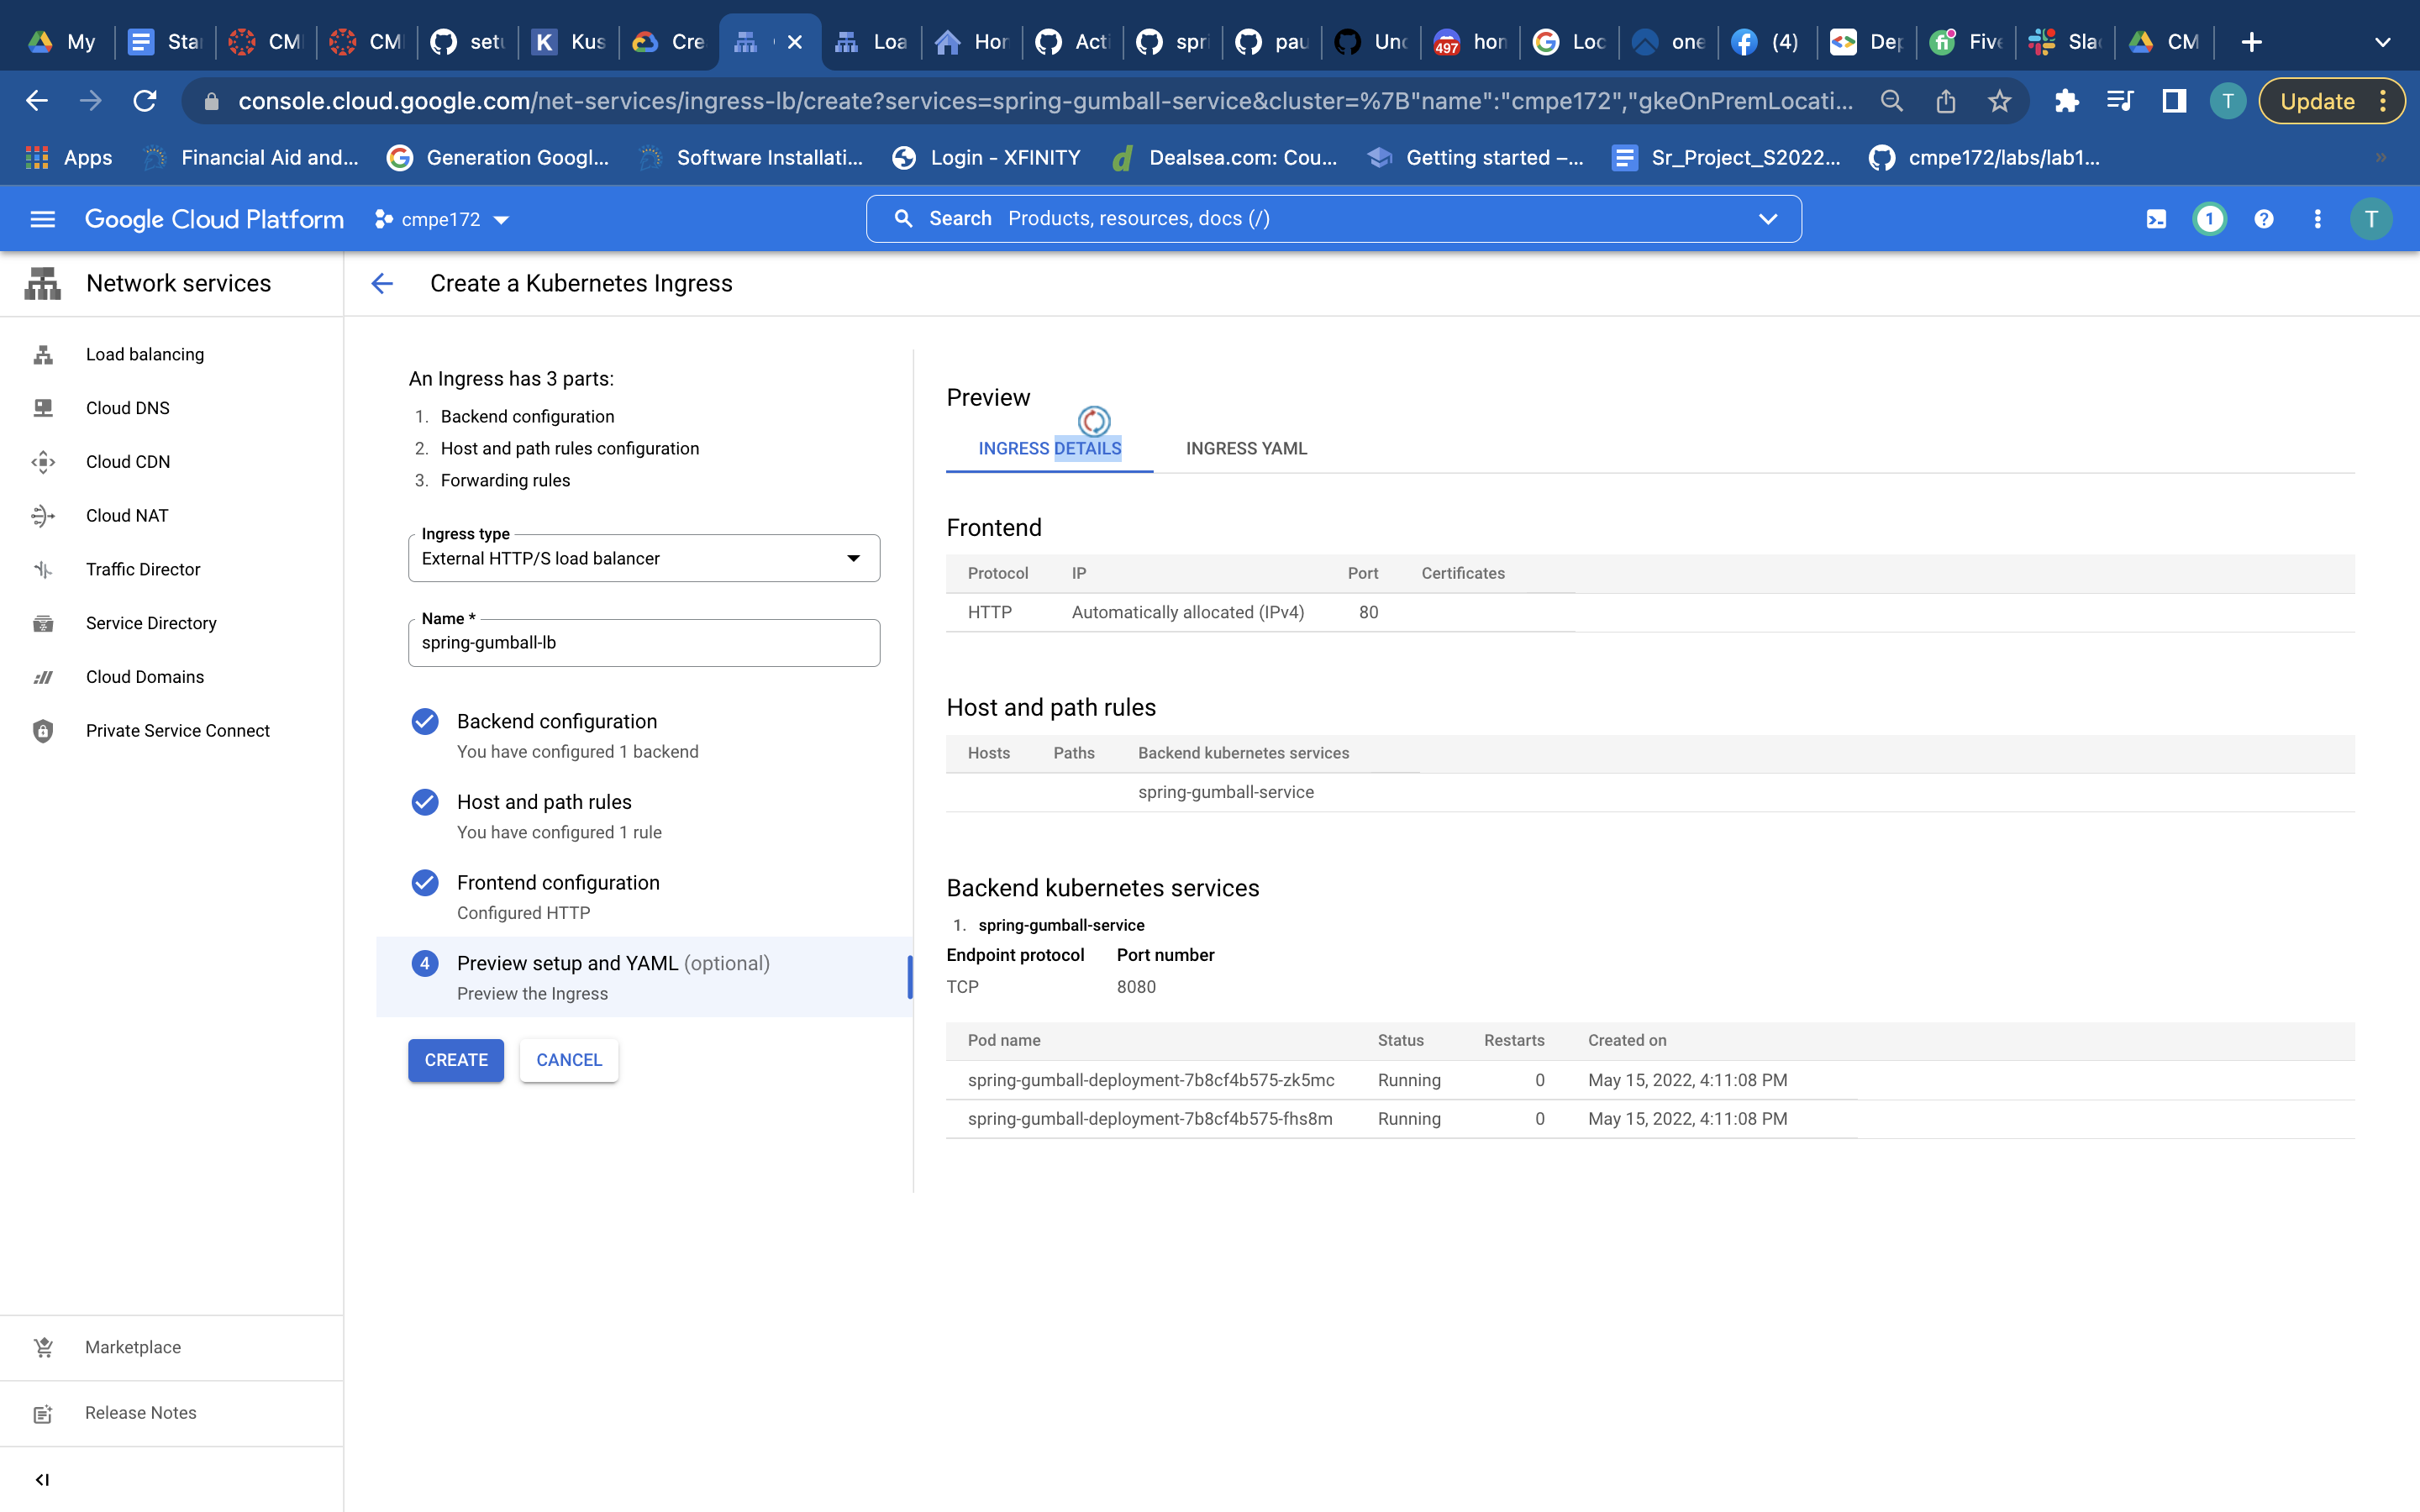 My
Sta
CM
CM
setu
Kus
Cre
Loa
Hor
Acti
spri
pau
Unc
497
hor
Loc
one
(4)
Dep
Five
Sla
CM
console.cloud.google.com/net-services/ingress-lb/create?services=spring-gumball-service&cluster=%7B"name":"cmpe172","gkeOnPremLocati...
T
Update
Apps
Financial Aid and...
Generation Googl...
Software Installati...
Login - XFINITY
Dealsea.com: Cou...
Getting started –...
Sr_Project_S2022...
cmpe172/labs/lab1...
Google Cloud Platform
cmpe172
Search Products, resources, docs (/)
1
T
Network services
Create a Kubernetes Ingress
Load balancing
Cloud DNS
Cloud CDN
Cloud NAT
Traffic Director
Service Directory
Cloud Domains
Private Service Connect
Marketplace
Release Notes
An Ingress has 3 parts:
1. Backend configuration
2. Host and path rules configuration
3. Forwarding rules
Ingress type
External HTTP/S load balancer
Name *
spring-gumball-lb
Backend configuration
You have configured 1 backend
Host and path rules
You have configured 1 rule
Frontend configuration
Configured HTTP
4 Preview setup and YAML (optional)
Preview the Ingress
CREATE CANCEL
Preview
INGRESS DETAILS INGRESS YAML
Frontend
Protocol IP Port Certificates
HTTP Automatically allocated (IPv4) 80
Host and path rules
Hosts Paths Backend kubernetes services
spring-gumball-service
Backend kubernetes services
1. spring-gumball-service
Endpoint protocol Port number
TCP 8080
Pod name Status Restarts Created on
spring-gumball-deployment-7b8cf4b575-zk5mc Running 0 May 15, 2022, 4:11:08 PM
spring-gumball-deployment-7b8cf4b575-fhs8m Running 0 May 15, 2022, 4:11:08 PM